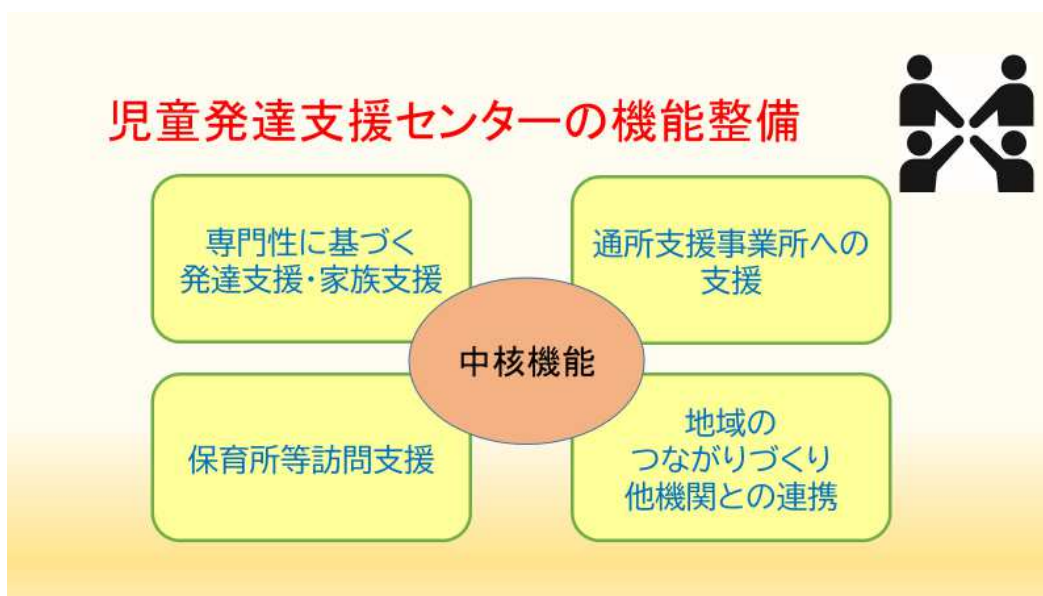 児童発達支援センターの機能整備
専門性に基づく
発達支援・家族支援
通所支援事業所への
支援
中核機能
保育所等訪問支援
地域の
つながりづくり
他機関との連携